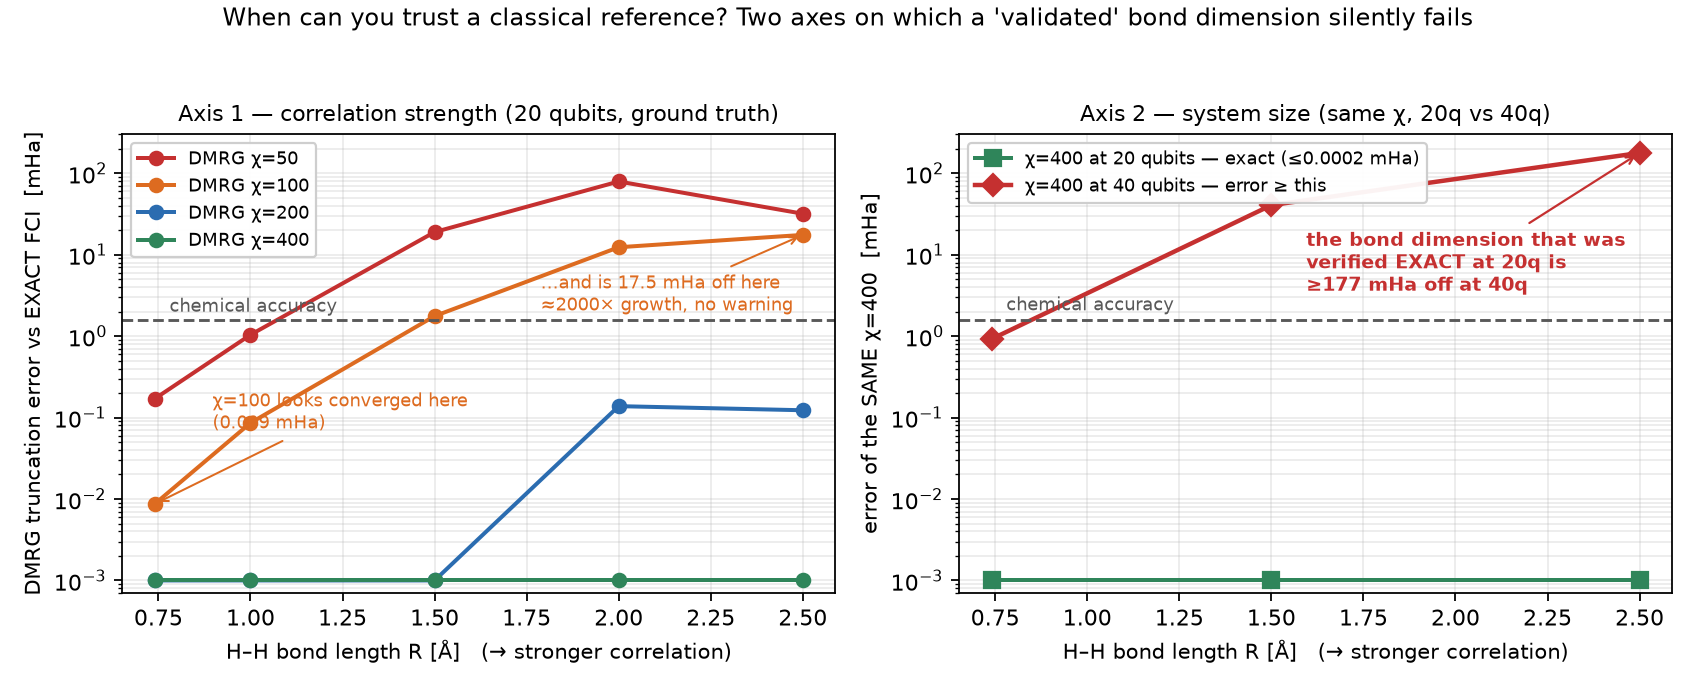 When can you trust a classical reference? Two axes on which a 'validated' bond dimension silently fails
Axis 1 — correlation strength (20 qubits, ground truth)
DMRG truncation error vs EXACT FCI [mHa]
10²
10¹
10⁰
10⁻¹
10⁻²
10⁻³
DMRG χ=50
DMRG χ=100
DMRG χ=200
DMRG χ=400
...and is 17.5 mHa off here
≈2000× growth, no warning
chemical accuracy
χ=100 looks converged here
(0.009 mHa)
0.75 1.00 1.25 1.50 1.75 2.00 2.25 2.50
H–H bond length R [Å] (→ stronger correlation)
Axis 2 — system size (same χ, 20q vs 40q)
error of the SAME χ=400 [mHa]
10²
10¹
10⁰
10⁻¹
10⁻²
10⁻³
χ=400 at 20 qubits — exact (≤0.0002 mHa)
χ=400 at 40 qubits — error ≥ this
the bond dimension that was
verified EXACT at 20q is
≥177 mHa off at 40q
chemical accuracy
0.75 1.00 1.25 1.50 1.75 2.00 2.25 2.50
H–H bond length R [Å] (→ stronger correlation)